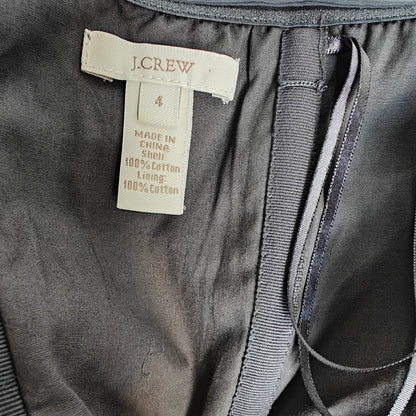 J.CREW
4
MADE IN
CHINA
Shell:
100% Cotton
Lining:
100% Cotton